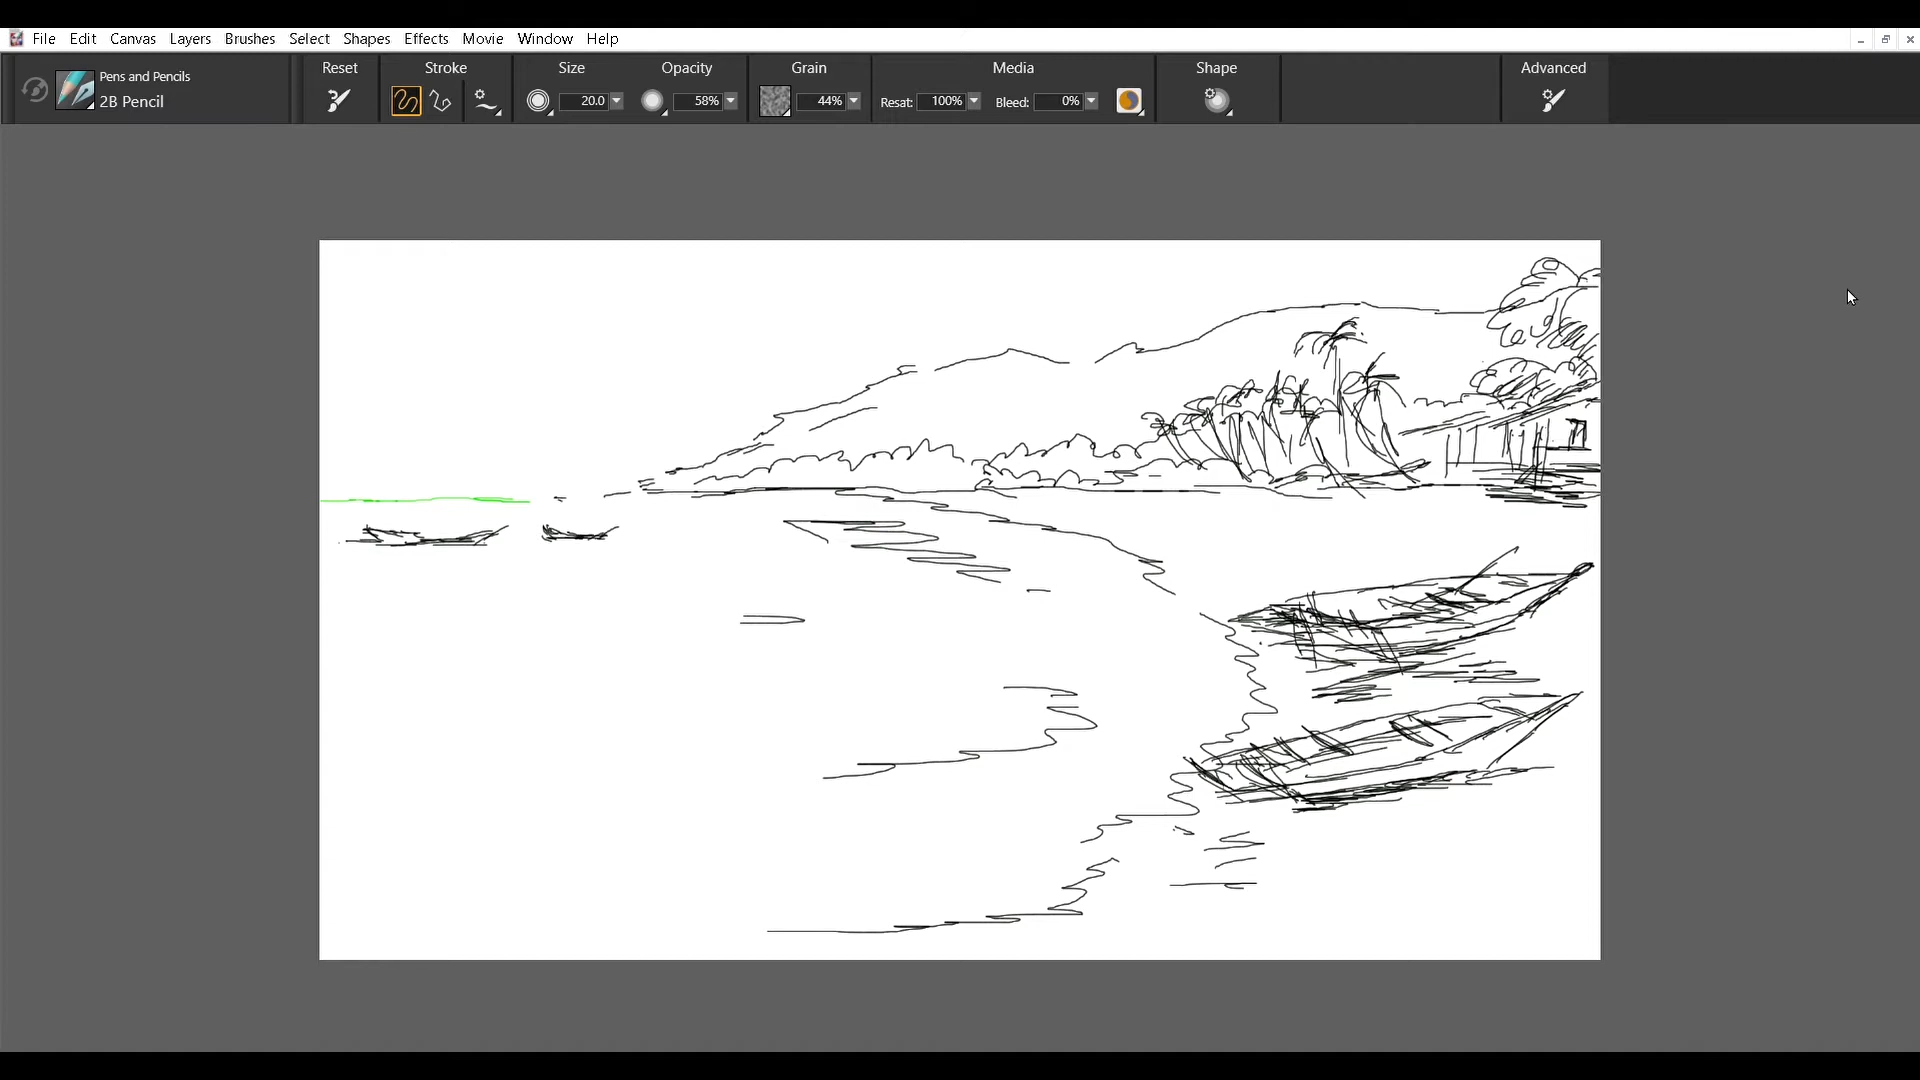 File Edit Canvas Layers Brushes Select Shapes Effects Movie Window Help
Pens and Pencils
2B Pencil
Reset
Stroke
Size
20.0
Opacity
58%
Grain
44%
Media
Resat: 100% Bleed: 0%
Shape
Advanced